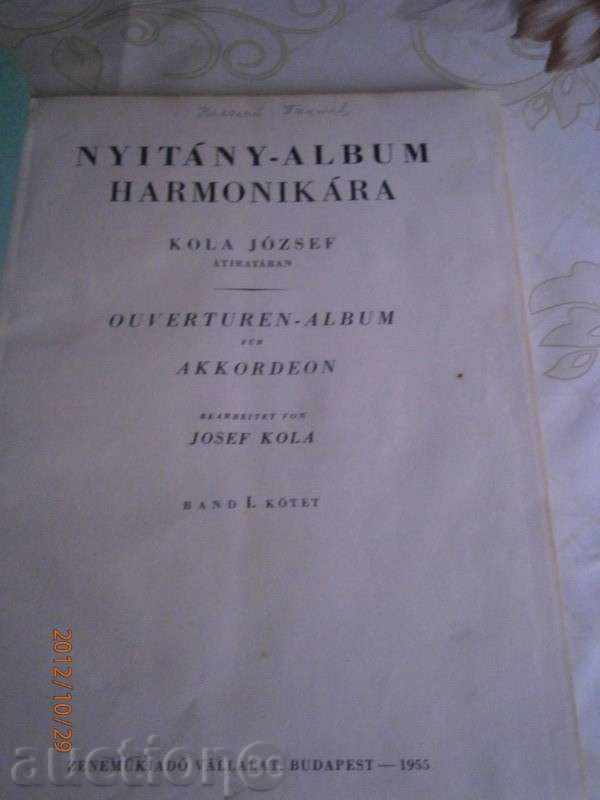 NYITÁNY-ALBUM
HARMONIKÁRA
KOLA JÓZSEF
ÁTIRATÁBAN
OUVERTUREN-ALBUM
FÜR
AKKORDEON
BEARBEITET VON
JOSEF KOLA
BAND I. KÖTET
2012/10/29
auction
ZENEMŰKIADÓ VÁLLALAT, BUDAPEST — 1955